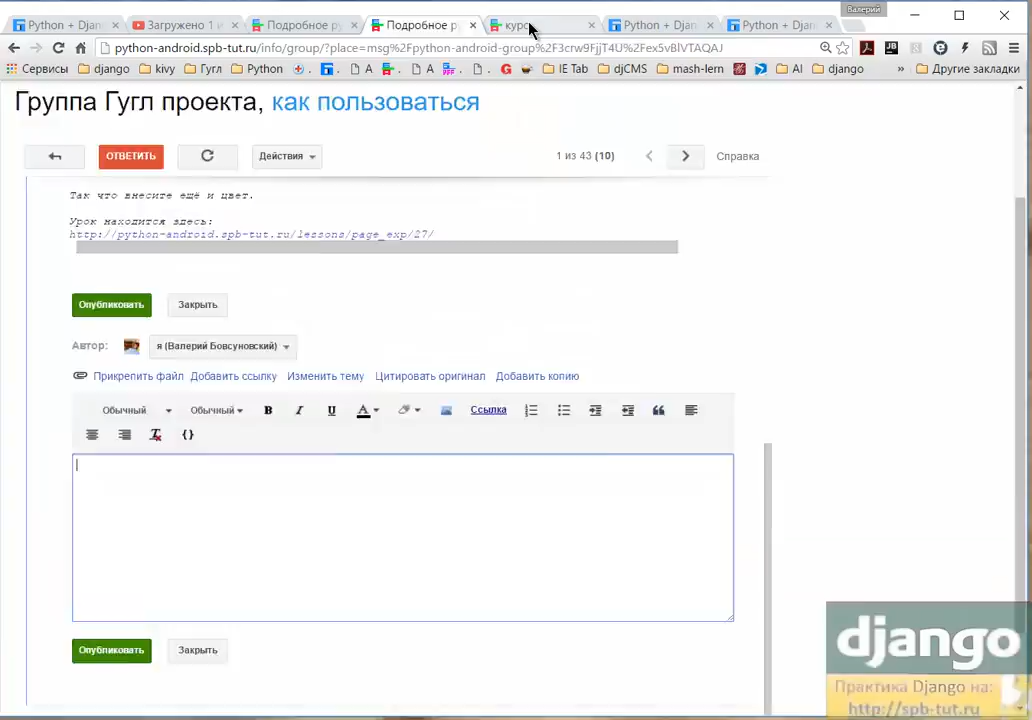 Валерий
Python + Djan
Загружено 1
Подробное ру
Подробное ру
курс
Python + Djan
Python + Djan
python-android.spb-tut.ru/info/group/?place=msg%2Fpython-android-group%2F3crw9FjjT4U%2Fex5vBlVTAQAJ
Сервисы django kivy Гугл Python А А IE Tab djCMS mash-lern AI django » Другие закладки
Группа Гугл проекта, как пользоваться
ОТВЕТИТЬ Действия 1 из 43 (10) Справка
Так что внесите ещё и цвет.
Урок находится здесь:
http://python-android.spb-tut.ru/lessons/page_exp/27/
Опубликовать Закрыть
Автор: я (Валерий Бовсуновский)
Прикрепить файл Добавить ссылку Изменить тему Цитировать оригинал Добавить копию
Обычный Обычный B I U A Ссылка
Опубликовать Закрыть
django
Практика Django на:
http://spb-tut.ru